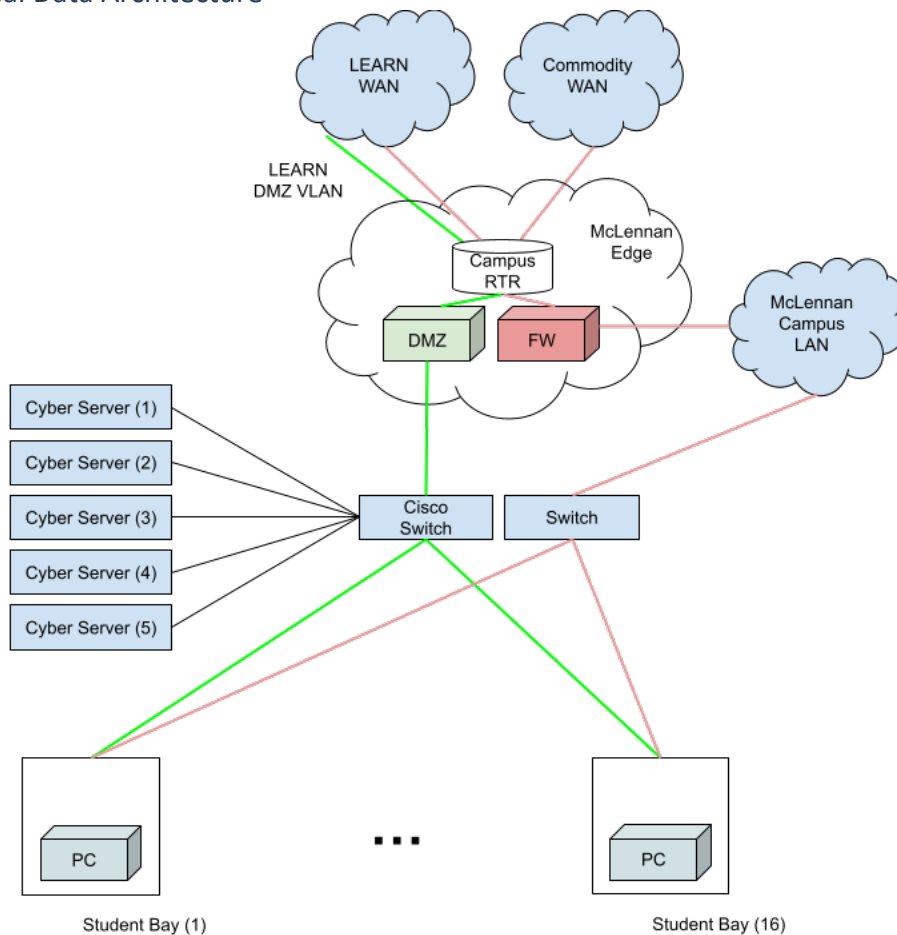 Data Architecture
LEARN
WAN
Commodity
WAN
LEARN
DMZ VLAN
McLennan
Edge
Campus
RTR
DMZ
FW
McLennan
Campus
LAN
Cyber Server (1)
Cyber Server (2)
Cyber Server (3)
Cyber Server (4)
Cyber Server (5)
Cisco
Switch
Switch
PC
...
PC
Student Bay (1)
Student Bay (16)